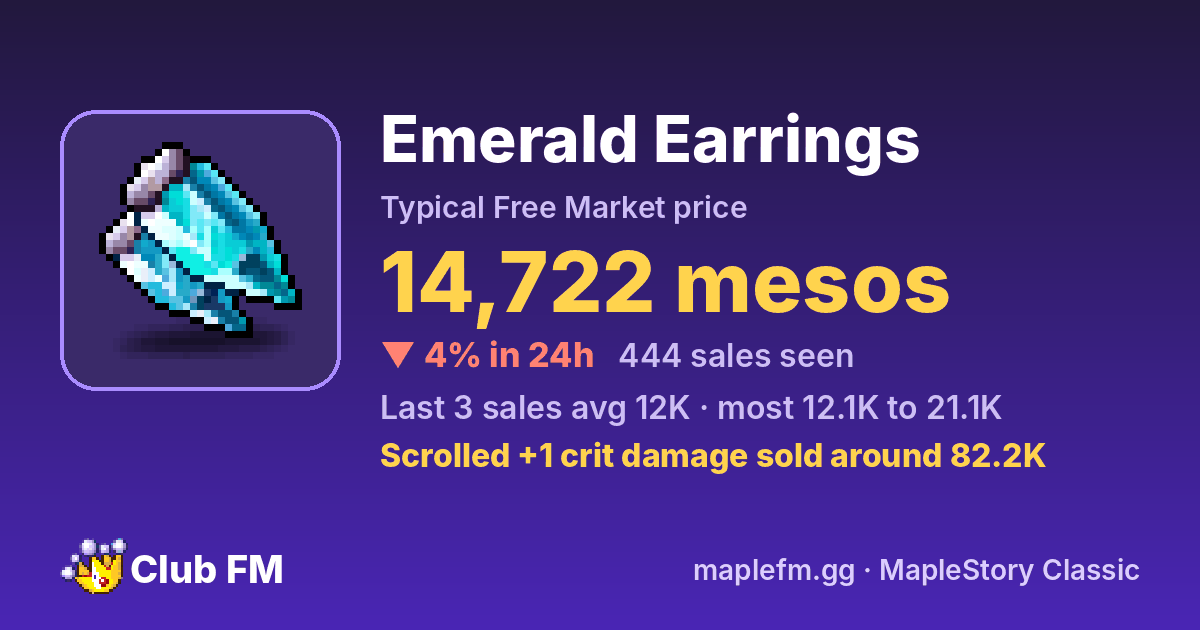 Emerald Earrings
Typical Free Market price
14,722 mesos
▼ 4% in 24h 444 sales seen
Last 3 sales avg 12K · most 12.1K to 21.1K
Scrolled +1 crit damage sold around 82.2K
Club FM
maplefm.gg · MapleStory Classic